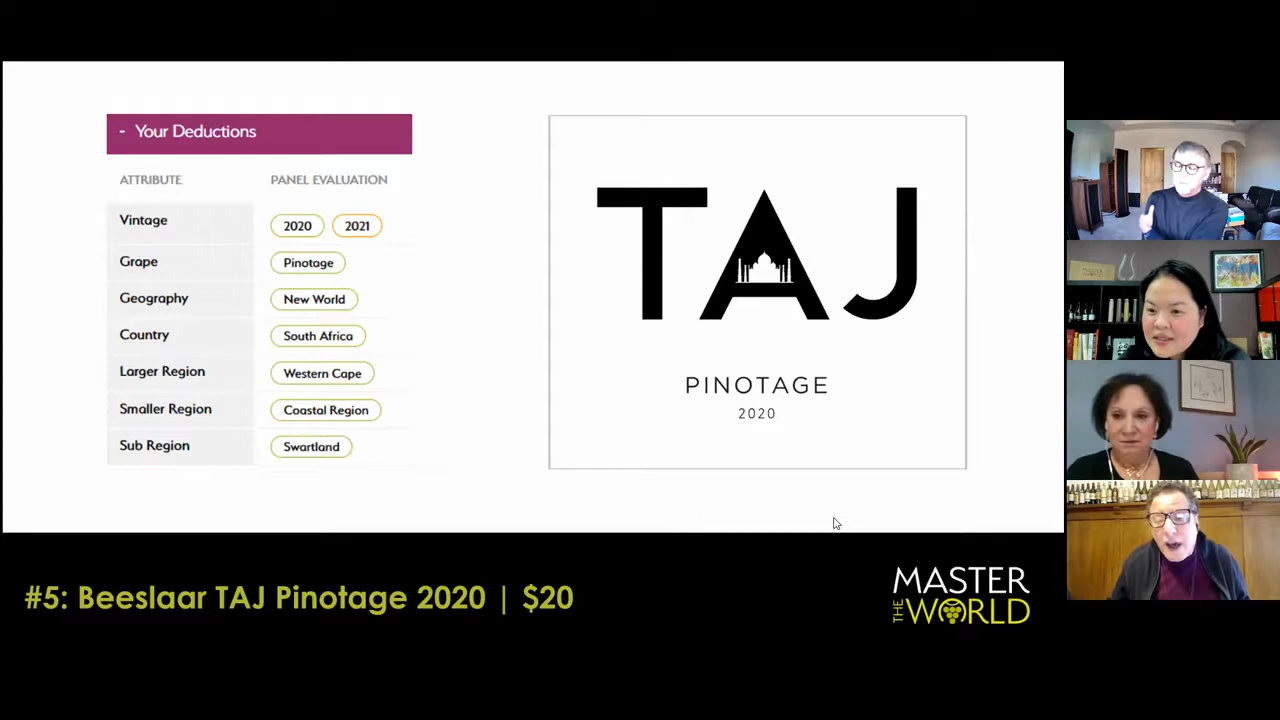 - Your Deductions
ATTRIBUTE PANEL EVALUATION
Vintage 2020 2021
Grape Pinotage
Geography New World
Country South Africa
Larger Region Western Cape
Smaller Region Coastal Region
Sub Region Swartland
TAJ
PINOTAGE
2020
#5: Beeslaar TAJ Pinotage 2020 | $20
MASTER
THE WORLD